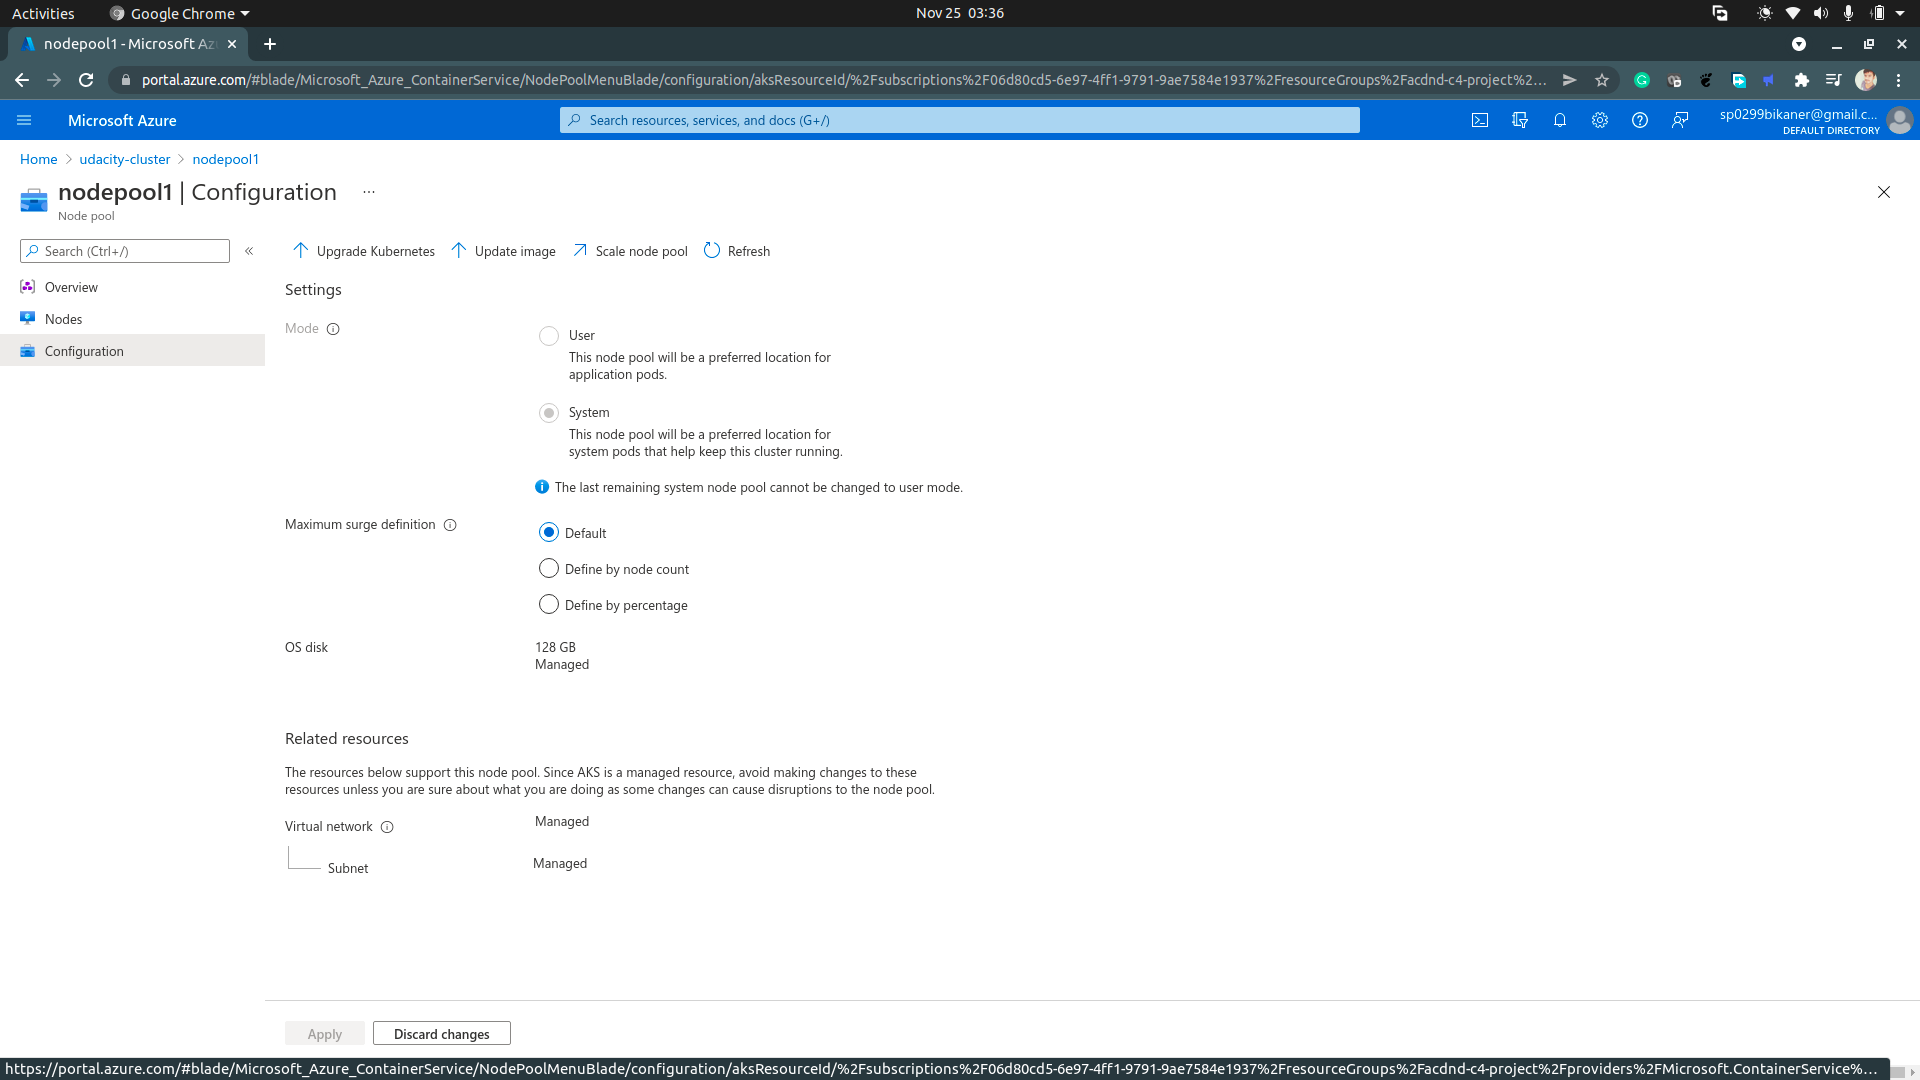 Activities
Google Chrome
Nov 25 03:36
nodepool1 - Microsoft Az
portal.azure.com/#blade/Microsoft_Azure_ContainerService/NodePoolMenuBlade/configuration/aksResourceId/%2Fsubscriptions%2F06d80cd5-6e97-4ff1-9791-9ae7584e1937%2FresourceGroups%2Facdnd-c4-project%2...
Microsoft Azure
Search resources, services, and docs (G+/)
sp0299bikaner@gmail.c...
DEFAULT DIRECTORY
Home > udacity-cluster > nodepool1
nodepool1 | Configuration ...
Node pool
Search (Ctrl+/)
«
Overview
Nodes
Configuration
Upgrade Kubernetes
Update image
Scale node pool
Refresh
Settings
Mode
User
This node pool will be a preferred location for
application pods.
System
This node pool will be a preferred location for
system pods that help keep this cluster running.
The last remaining system node pool cannot be changed to user mode.
Maximum surge definition
Default
Define by node count
Define by percentage
OS disk
128 GB
Managed
Related resources
The resources below support this node pool. Since AKS is a managed resource, avoid making changes to these
resources unless you are sure about what you are doing as some changes can cause disruptions to the node pool.
Virtual network
Managed
Subnet
Managed
Apply
Discard changes
https://portal.azure.com/#blade/Microsoft_Azure_ContainerService/NodePoolMenuBlade/configuration/aksResourceId/%2Fsubscriptions%2F06d80cd5-6e97-4ff1-9791-9ae7584e1937%2FresourceGroups%2Facdnd-c4-project%2Fproviders%2FMicrosoft.ContainerService%...